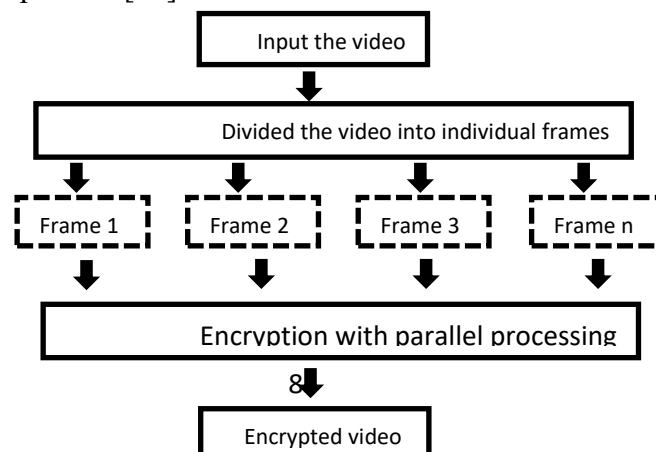 Input the video
Divided the video into individual frames
Frame 1 Frame 2 Frame 3 Frame n
Encryption with parallel processing
8
Encrypted video